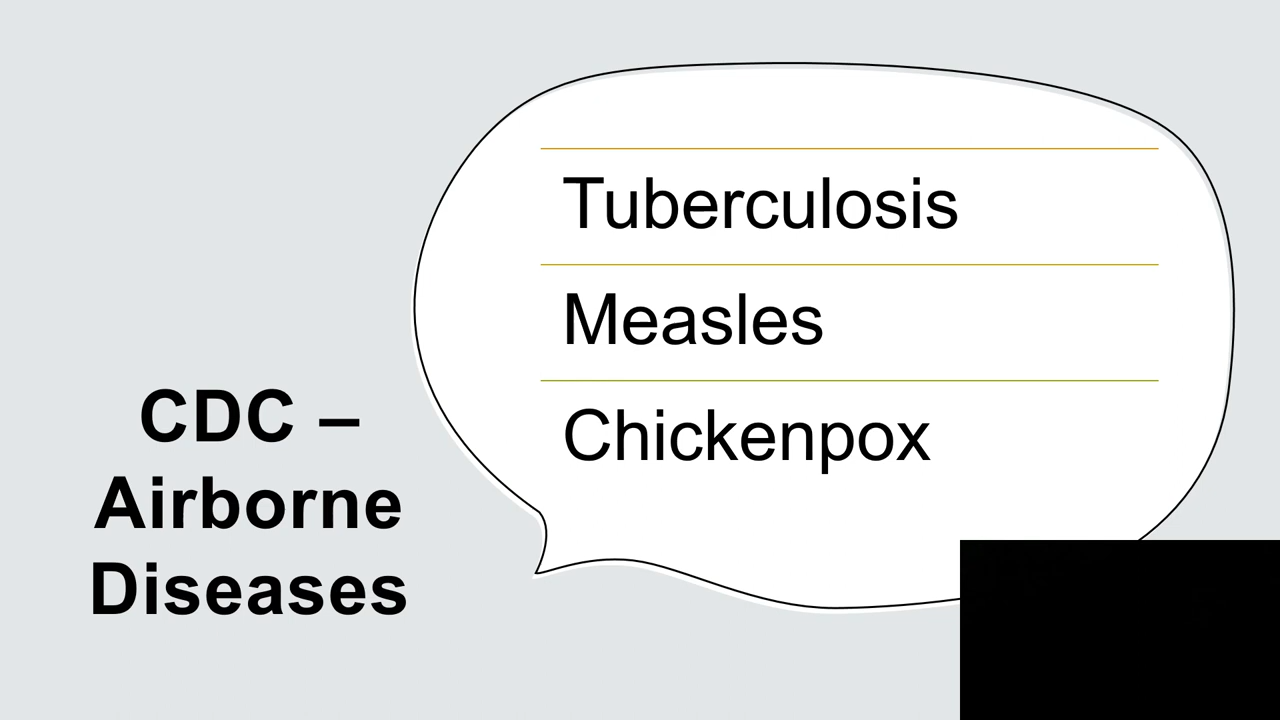 CDC –
Airborne
Diseases
Tuberculosis
Measles
Chickenpox